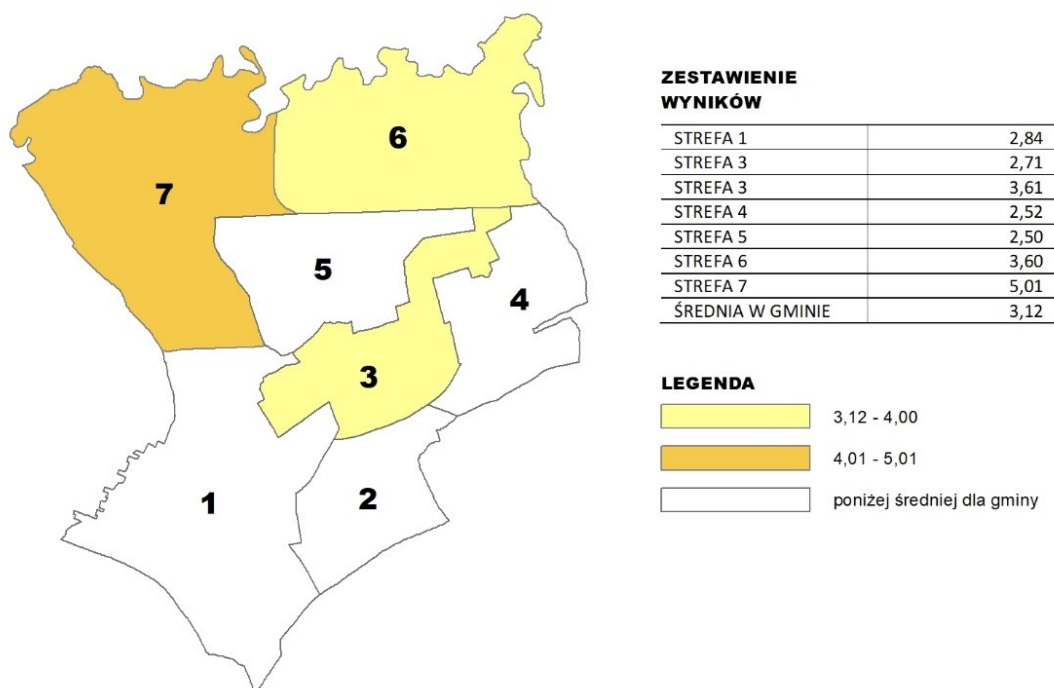 7
6
5
4
3
1
2
ZESTAWIENIE
WYNIKÓW
STREFA 1 2,84
STREFA 3 2,71
STREFA 3 3,61
STREFA 4 2,52
STREFA 5 2,50
STREFA 6 3,60
STREFA 7 5,01
ŚREDNIA W GMINIE 3,12
LEGENDA
3,12 - 4,00
4,01 - 5,01
poniżej średniej dla gminy